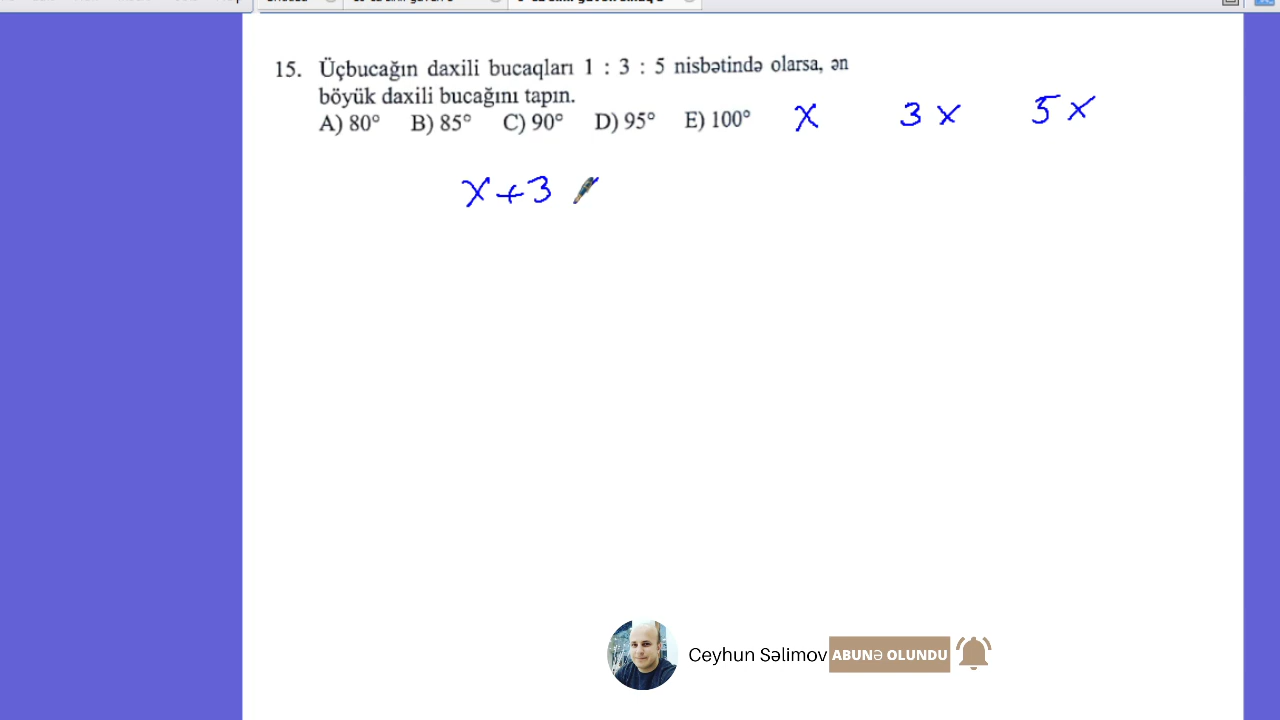 15. Üçbucağın daxili bucaqları 1 : 3 : 5 nisbətində olarsa, ən
böyük daxili bucağını tapın.
A) 80° B) 85° C) 90° D) 95° E) 100°
x 3x 5x
x+3
Ceyhun Səlimov
ABUNƏ OLUNDU